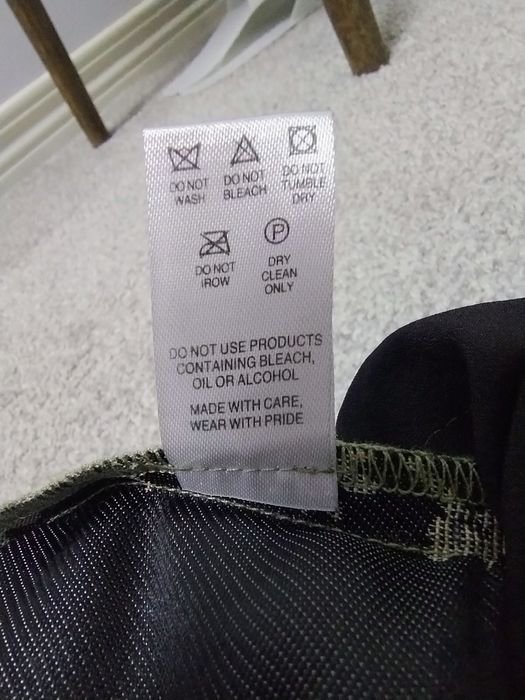 DO NOT WASH
DO NOT BLEACH
DO NOT TUMBLE DRY
DO NOT IROW
P
DRY CLEAN ONLY
DO NOT USE PRODUCTS
CONTAINING BLEACH,
OIL OR ALCOHOL
MADE WITH CARE,
WEAR WITH PRIDE